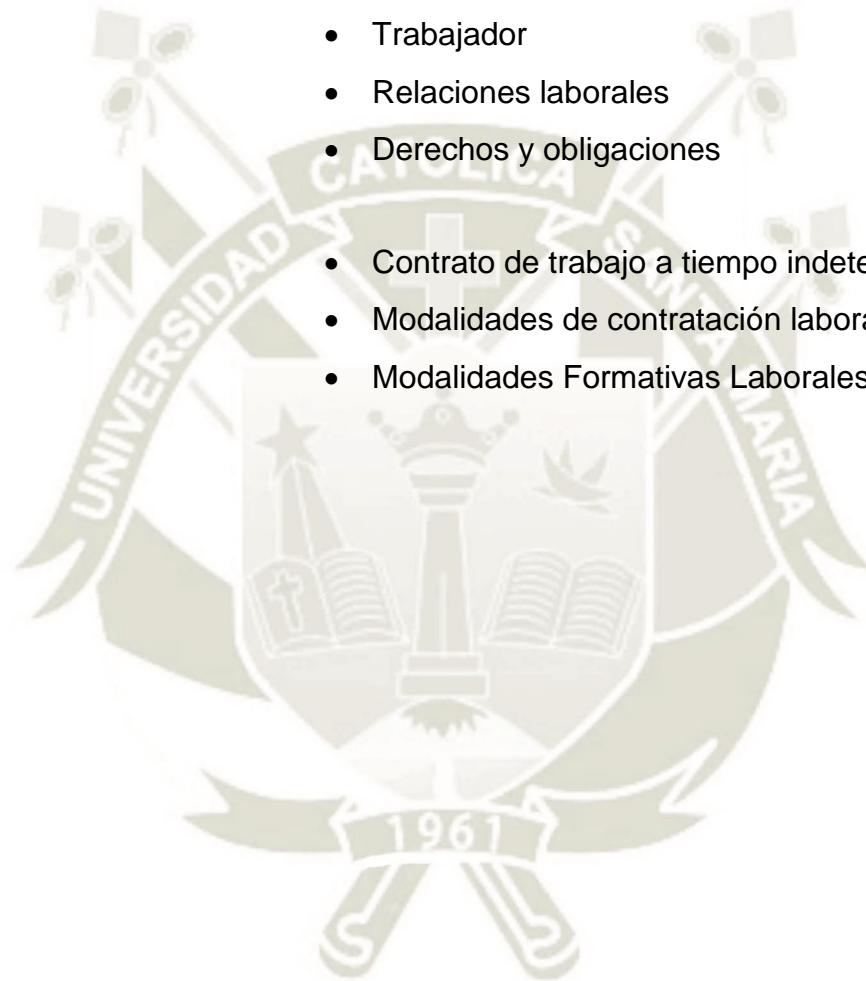 • Trabajador
• Relaciones laborales
• Derechos y obligaciones
• Contrato de trabajo a tiempo indete
• Modalidades de contratación labora
• Modalidades Formativas Laborales
UNIVERSIDAD CATOLICA SANTA MARIA
1961